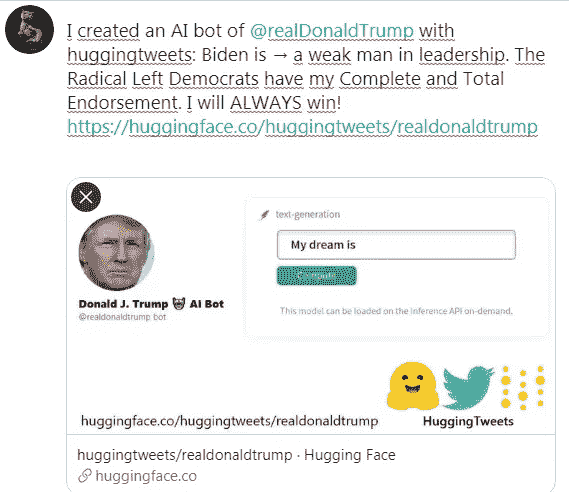 I created an AI bot of @realDonaldTrump with
huggingtweets: Biden is → a weak man in leadership. The
Radical Left Democrats have my Complete and Total
Endorsement. I will ALWAYS win!
https://huggingface.co/huggingtweets/realdonaldtrump
text-generation
My dream is
Compute
This model can be loaded on the Inference API on-demand.
Donald J. Trump 🤖 AI Bot
@realdonaldtrump bot
huggingface.co/huggingtweets/realdonaldtrump
HuggingTweets
huggingtweets/realdonaldtrump · Hugging Face
huggingface.co